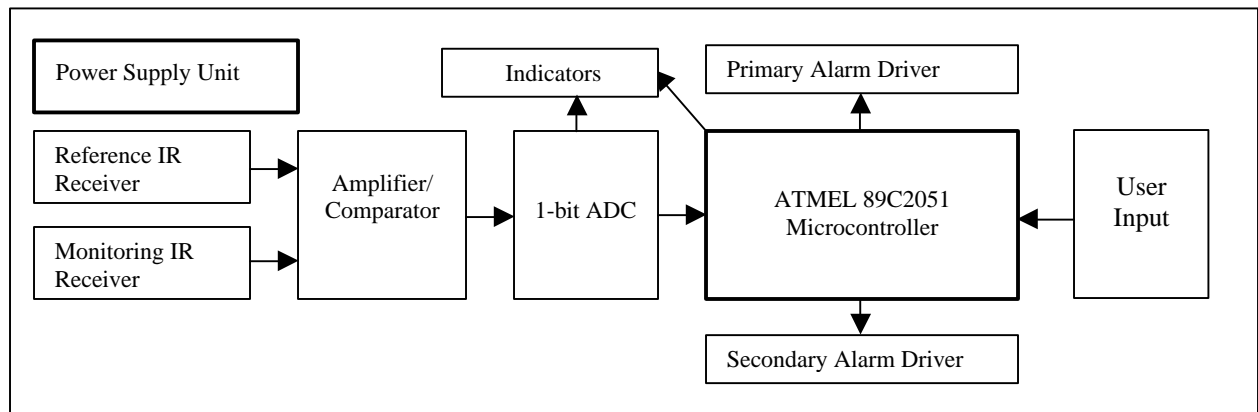 Power Supply Unit
Indicators
Primary Alarm Driver
Reference IR
Receiver
Amplifier/
Comparator
1-bit ADC
ATMEL 89C2051
Microcontroller
User
Input
Monitoring IR
Receiver
Secondary Alarm Driver